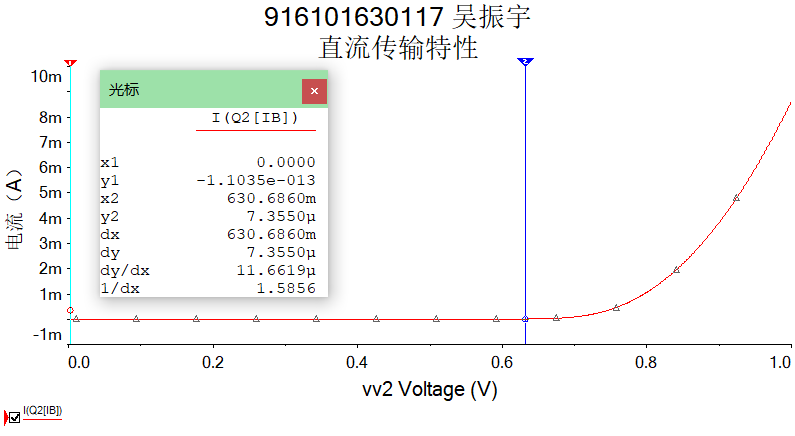 916101630117 吴振宇
直流传输特性
1
2
光标
×
I(Q2[IB])
x1 0.0000
y1 -1.1035e-013
x2 630.6860m
y2 7.3550μ
dx 630.6860m
dy 7.3550μ
dy/dx 11.6619μ
1/dx 1.5856
电流（A）
10m
8m
7m
6m
5m
4m
3m
2m
1m
-1m
0.0 0.2 0.4 0.6 0.8 1.0
vv2 Voltage (V)
I(Q2[IB])